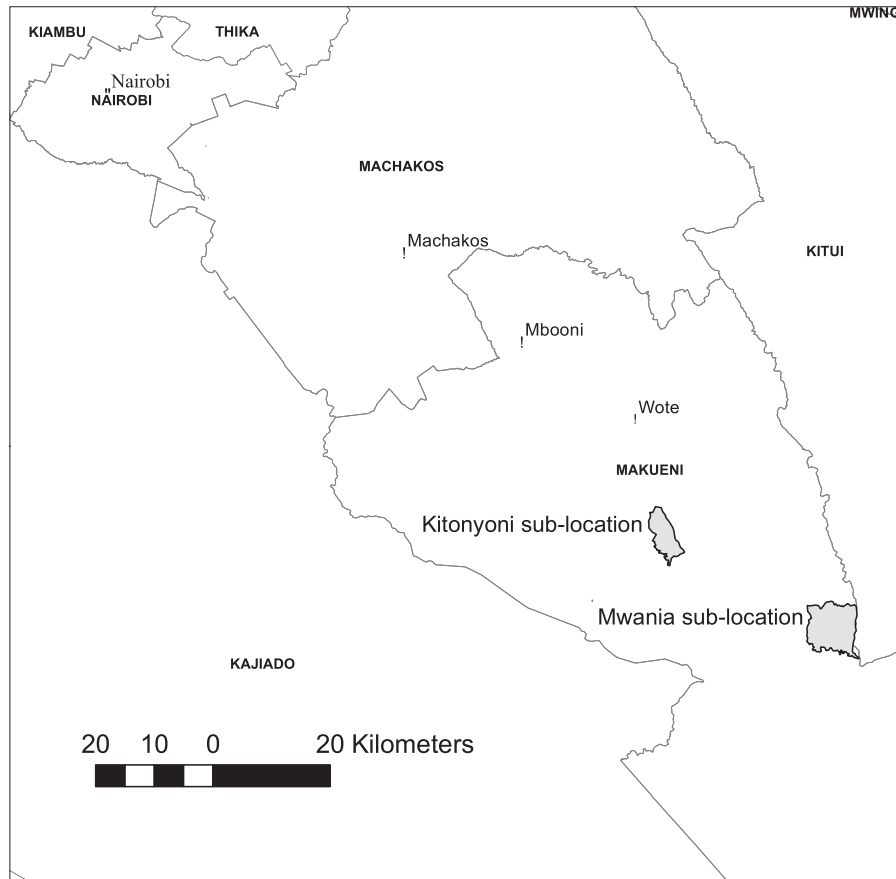 MWING
KIAMBU
THIKA
Nairobi
NAIROBI
MACHAKOS
Machakos
KITUI
Mbooni
Wote
MAKUENI
Kitonyoni sub-location
Mwania sub-location
KAJIADO
20 10 0 20 Kilometers